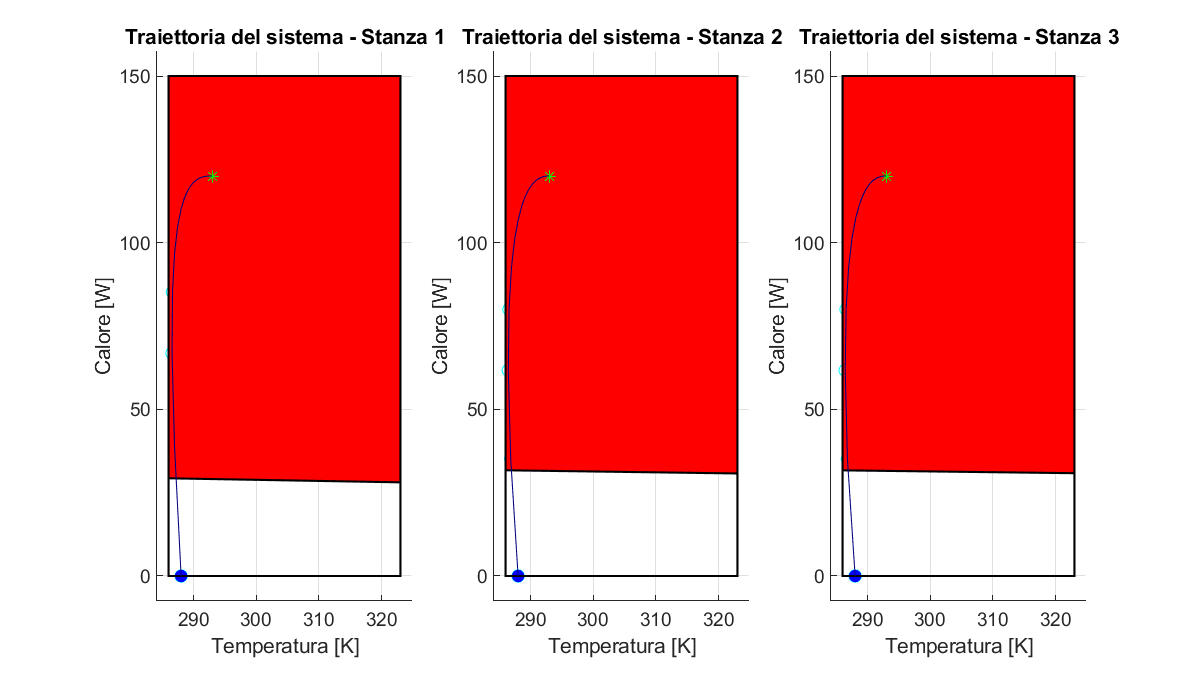 Traiettoria del sistema - Stanza 1
150
100
50
0
290 300 310 320
Temperatura [K]
Calore [W]
Traiettoria del sistema - Stanza 2
150
100
50
0
290 300 310 320
Temperatura [K]
Calore [W]
Traiettoria del sistema - Stanza 3
150
100
50
0
290 300 310 320
Temperatura [K]
Calore [W]